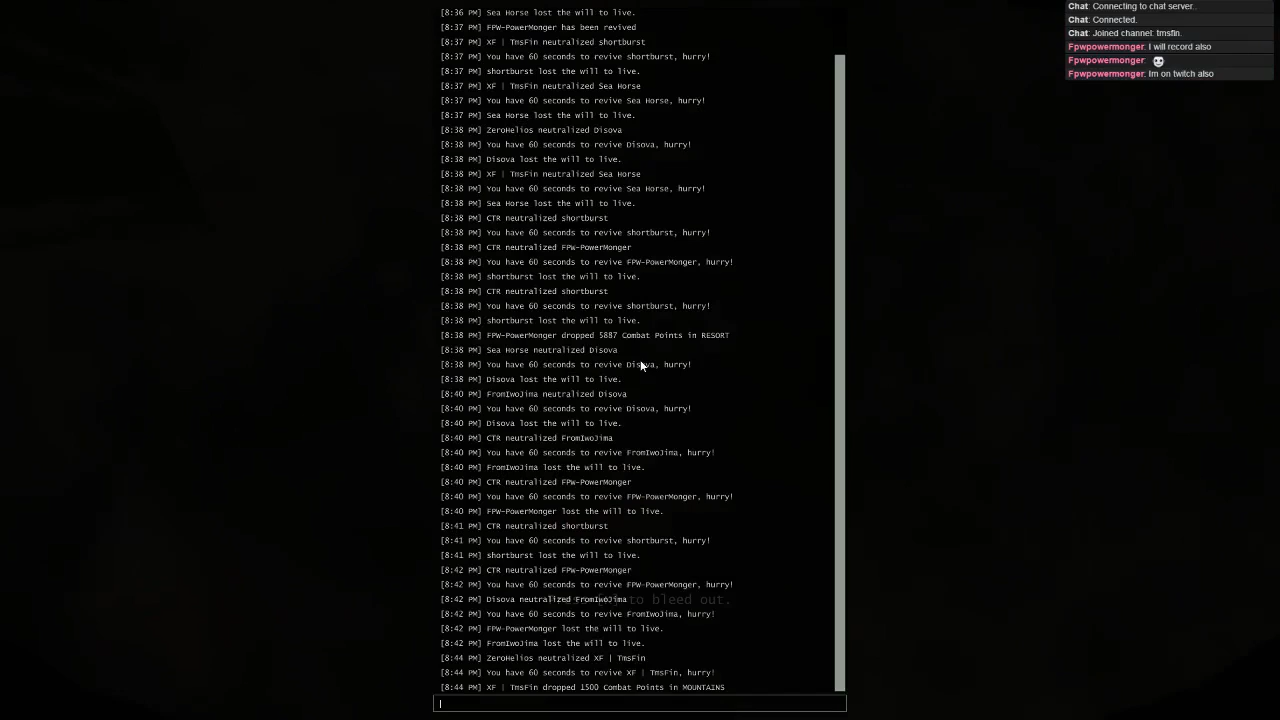 [8:36 PM] Sea Horse lost the will to live.
[8:37 PM] FPW-PowerMonger has been revived
[8:37 PM] XF | TmsFin neutralized shortburst
[8:37 PM] You have 60 seconds to revive shortburst, hurry!
[8:37 PM] shortburst lost the will to live.
[8:37 PM] XF | TmsFin neutralized Sea Horse
[8:37 PM] You have 60 seconds to revive Sea Horse, hurry!
[8:37 PM] Sea Horse lost the will to live.
[8:38 PM] ZeroHelios neutralized Disova
[8:38 PM] You have 60 seconds to revive Disova, hurry!
[8:38 PM] Disova lost the will to live.
[8:38 PM] XF | TmsFin neutralized Sea Horse
[8:38 PM] You have 60 seconds to revive Sea Horse, hurry!
[8:38 PM] Sea Horse lost the will to live.
[8:38 PM] CTR neutralized shortburst
[8:38 PM] You have 60 seconds to revive shortburst, hurry!
[8:38 PM] CTR neutralized FPW-PowerMonger
[8:38 PM] You have 60 seconds to revive FPW-PowerMonger, hurry!
[8:38 PM] shortburst lost the will to live.
[8:38 PM] CTR neutralized shortburst
[8:38 PM] You have 60 seconds to revive shortburst, hurry!
[8:38 PM] shortburst lost the will to live.
[8:38 PM] FPW-PowerMonger dropped 5887 Combat Points in RESORT
[8:38 PM] Sea Horse neutralized Disova
[8:38 PM] You have 60 seconds to revive Disova, hurry!
[8:38 PM] Disova lost the will to live.
[8:40 PM] FromIwoJima neutralized Disova
[8:40 PM] You have 60 seconds to revive Disova, hurry!
[8:40 PM] Disova lost the will to live.
[8:40 PM] CTR neutralized FromIwoJima
[8:40 PM] You have 60 seconds to revive FromIwoJima, hurry!
[8:40 PM] FromIwoJima lost the will to live.
[8:40 PM] CTR neutralized FPW-PowerMonger
[8:40 PM] You have 60 seconds to revive FPW-PowerMonger, hurry!
[8:40 PM] FPW-PowerMonger lost the will to live.
[8:41 PM] CTR neutralized shortburst
[8:41 PM] You have 60 seconds to revive shortburst, hurry!
[8:41 PM] shortburst lost the will to live.
[8:42 PM] CTR neutralized FPW-PowerMonger
[8:42 PM] You have 60 seconds to revive FPW-PowerMonger, hurry!
[8:42 PM] Disova neutralized FromIwoJima
to bleed out.
[8:42 PM] You have 60 seconds to revive FromIwoJima, hurry!
[8:42 PM] FPW-PowerMonger lost the will to live.
[8:42 PM] FromIwoJima lost the will to live.
[8:44 PM] ZeroHelios neutralized XF | TmsFin
[8:44 PM] You have 60 seconds to revive XF | TmsFin, hurry!
[8:44 PM] XF | TmsFin dropped 1500 Combat Points in MOUNTAINS
Chat: Connecting to chat server..
Chat: Connected.
Chat: Joined channel: tmsfin.
Fpwpowermonger: I will record also
Fpwpowermonger:
Fpwpowermonger: Im on twitch also